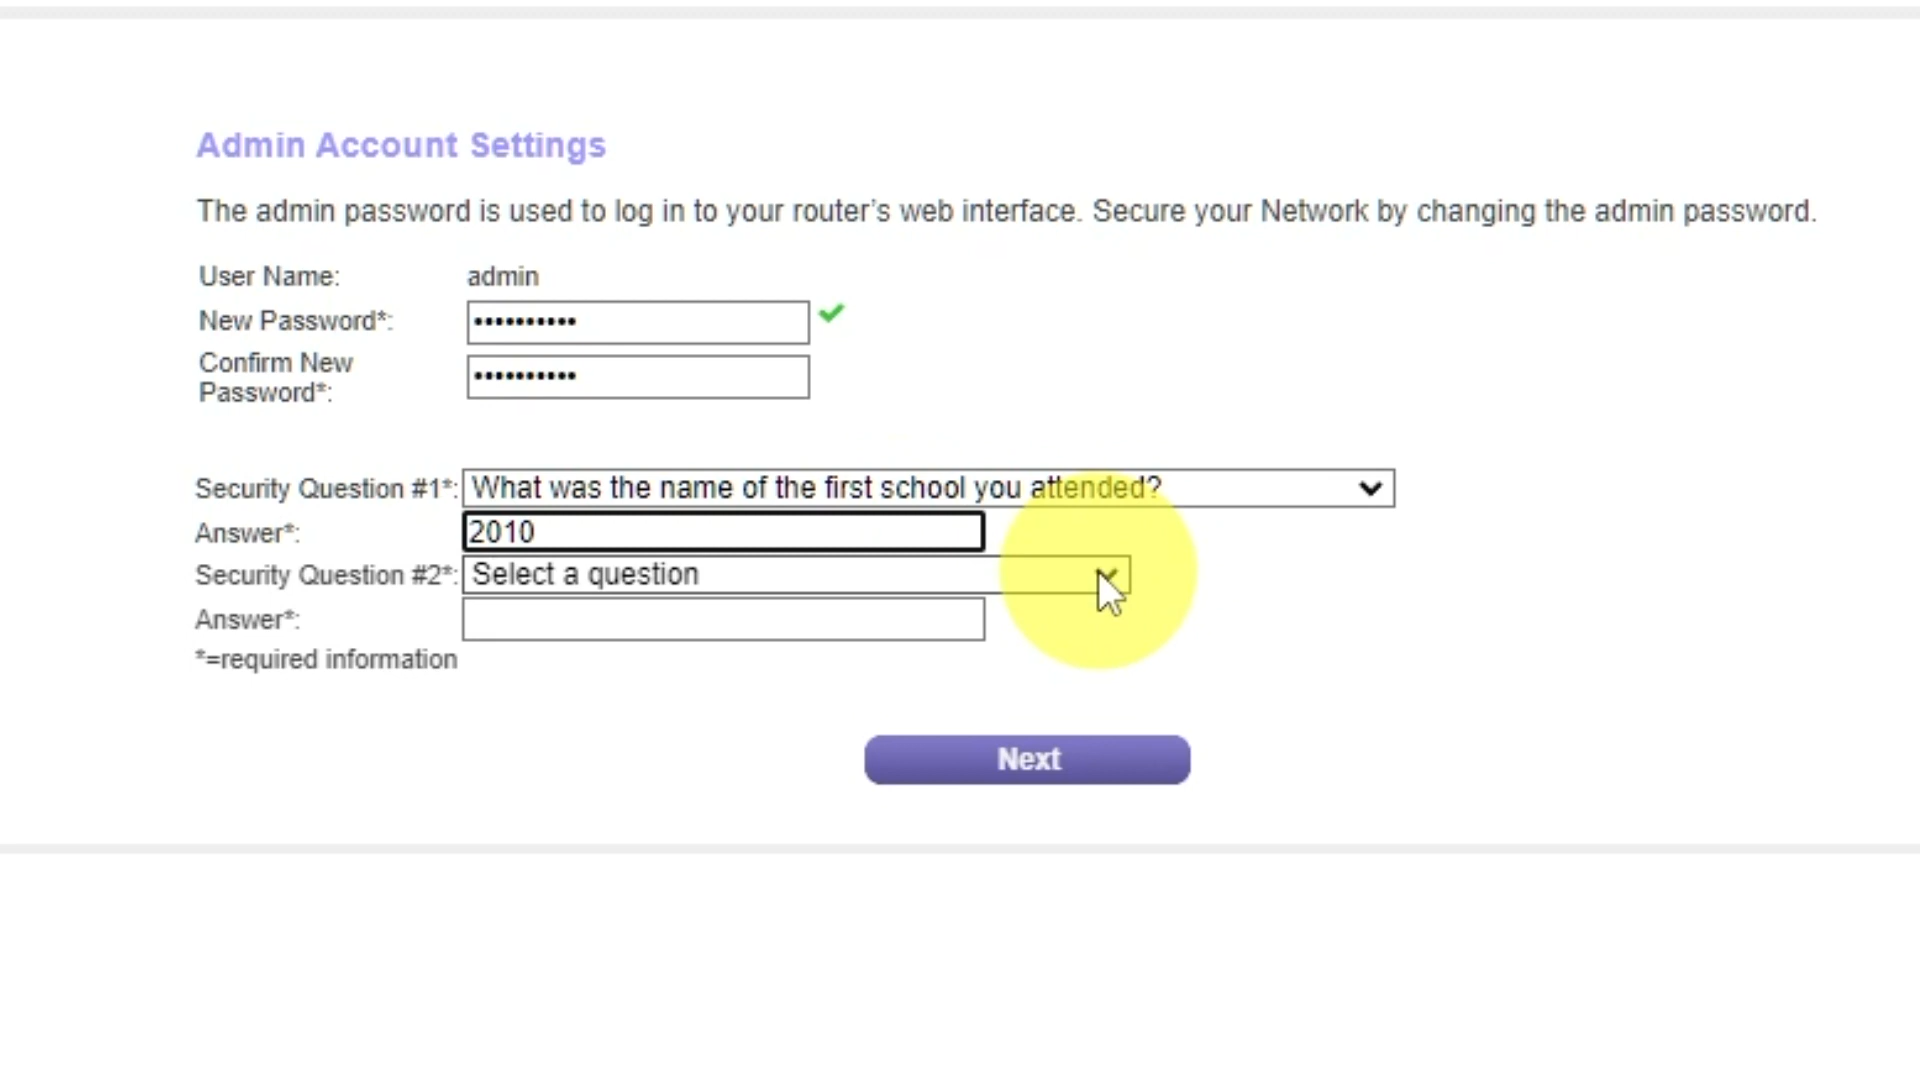 Admin Account Settings
The admin password is used to log in to your router's web interface. Secure your Network by changing the admin password.
User Name: admin
New Password*: ••••••••••
Confirm New
Password*: ••••••••••
Security Question #1*: What was the name of the first school you attended?
Answer*: 2010
Security Question #2*: Select a question
Answer*:
*=required information
Next